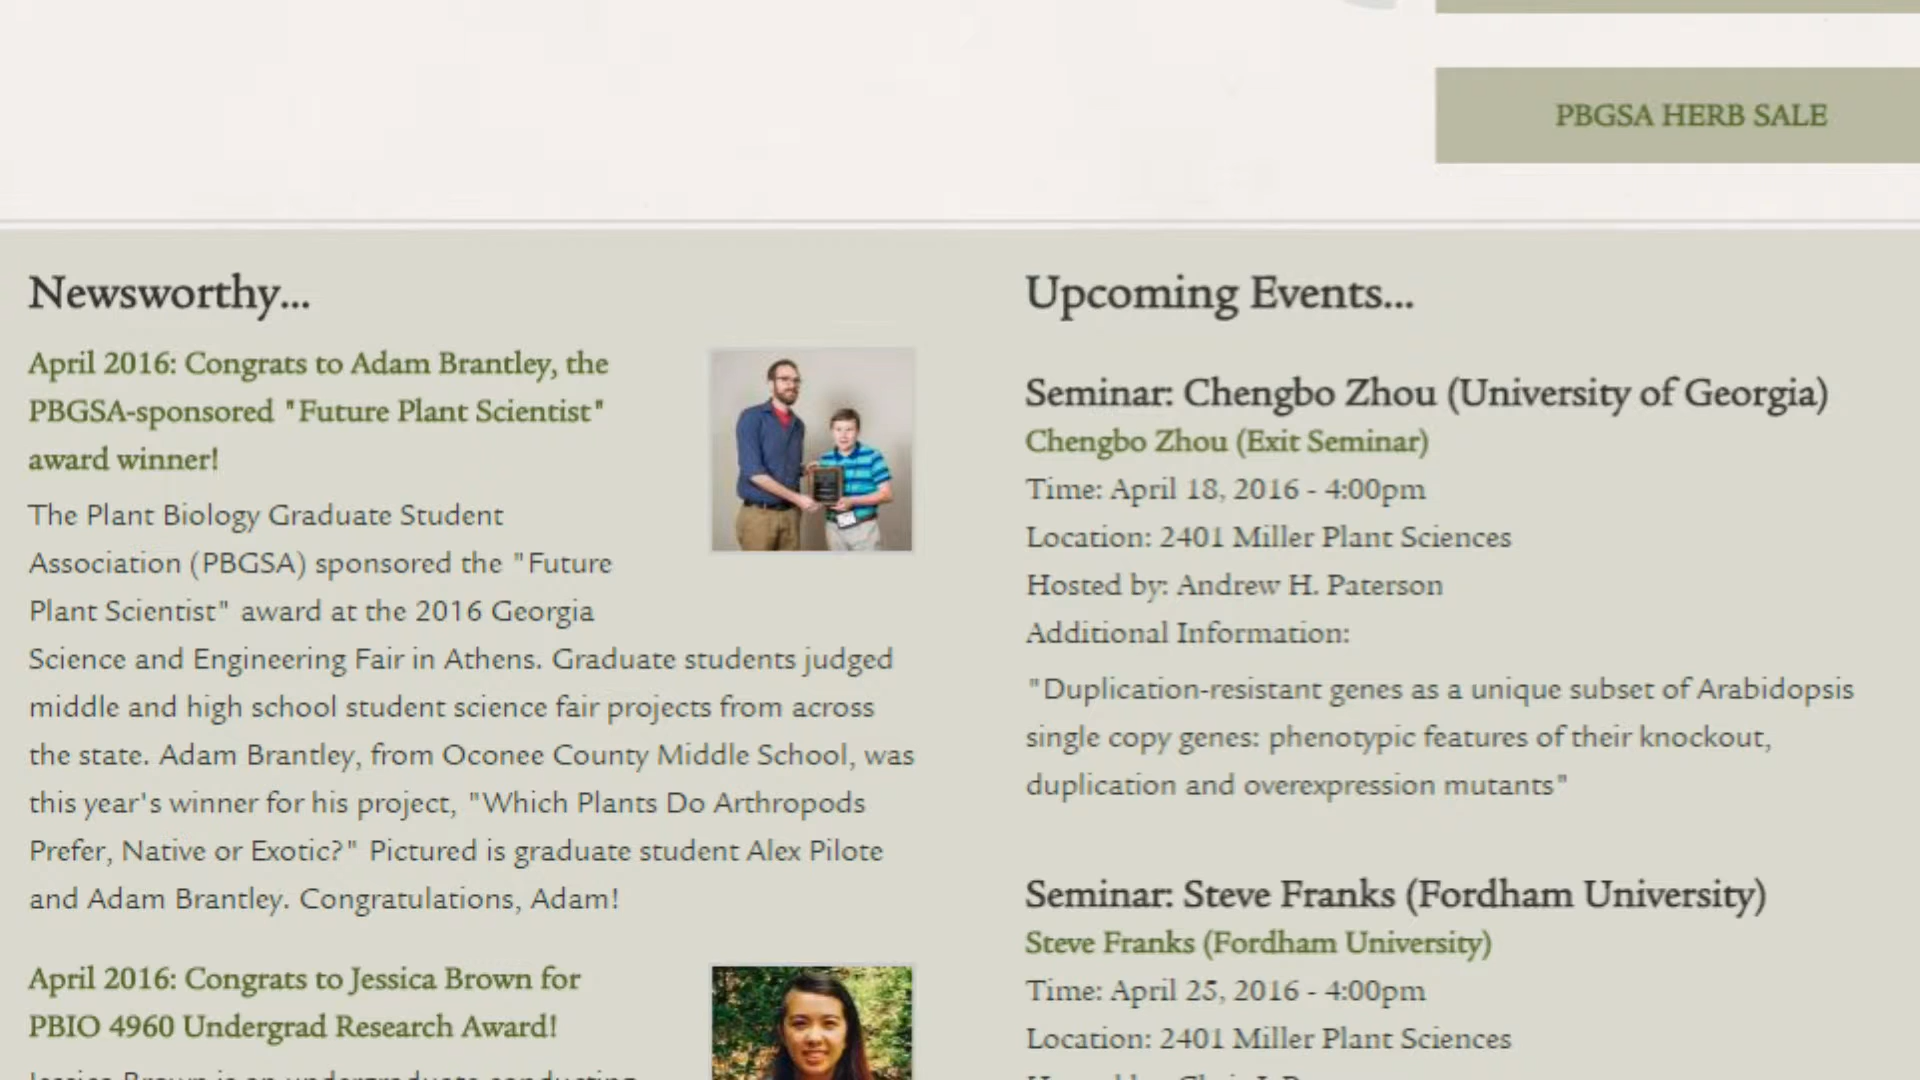 PBGSA HERB SALE
Newsworthy...
April 2016: Congrats to Adam Brantley, the
PBGSA-sponsored "Future Plant Scientist"
award winner!
The Plant Biology Graduate Student
Association (PBGSA) sponsored the "Future
Plant Scientist" award at the 2016 Georgia
Science and Engineering Fair in Athens. Graduate students judged
middle and high school student science fair projects from across
the state. Adam Brantley, from Oconee County Middle School, was
this year's winner for his project, "Which Plants Do Arthropods
Prefer, Native or Exotic?" Pictured is graduate student Alex Pilote
and Adam Brantley. Congratulations, Adam!
April 2016: Congrats to Jessica Brown for
PBIO 4960 Undergrad Research Award!
Jessica Brown is an undergraduate conducting
Upcoming Events...
Seminar: Chengbo Zhou (University of Georgia)
Chengbo Zhou (Exit Seminar)
Time: April 18, 2016 - 4:00pm
Location: 2401 Miller Plant Sciences
Hosted by: Andrew H. Paterson
Additional Information:
"Duplication-resistant genes as a unique subset of Arabidopsis
single copy genes: phenotypic features of their knockout,
duplication and overexpression mutants"
Seminar: Steve Franks (Fordham University)
Steve Franks (Fordham University)
Time: April 25, 2016 - 4:00pm
Location: 2401 Miller Plant Sciences